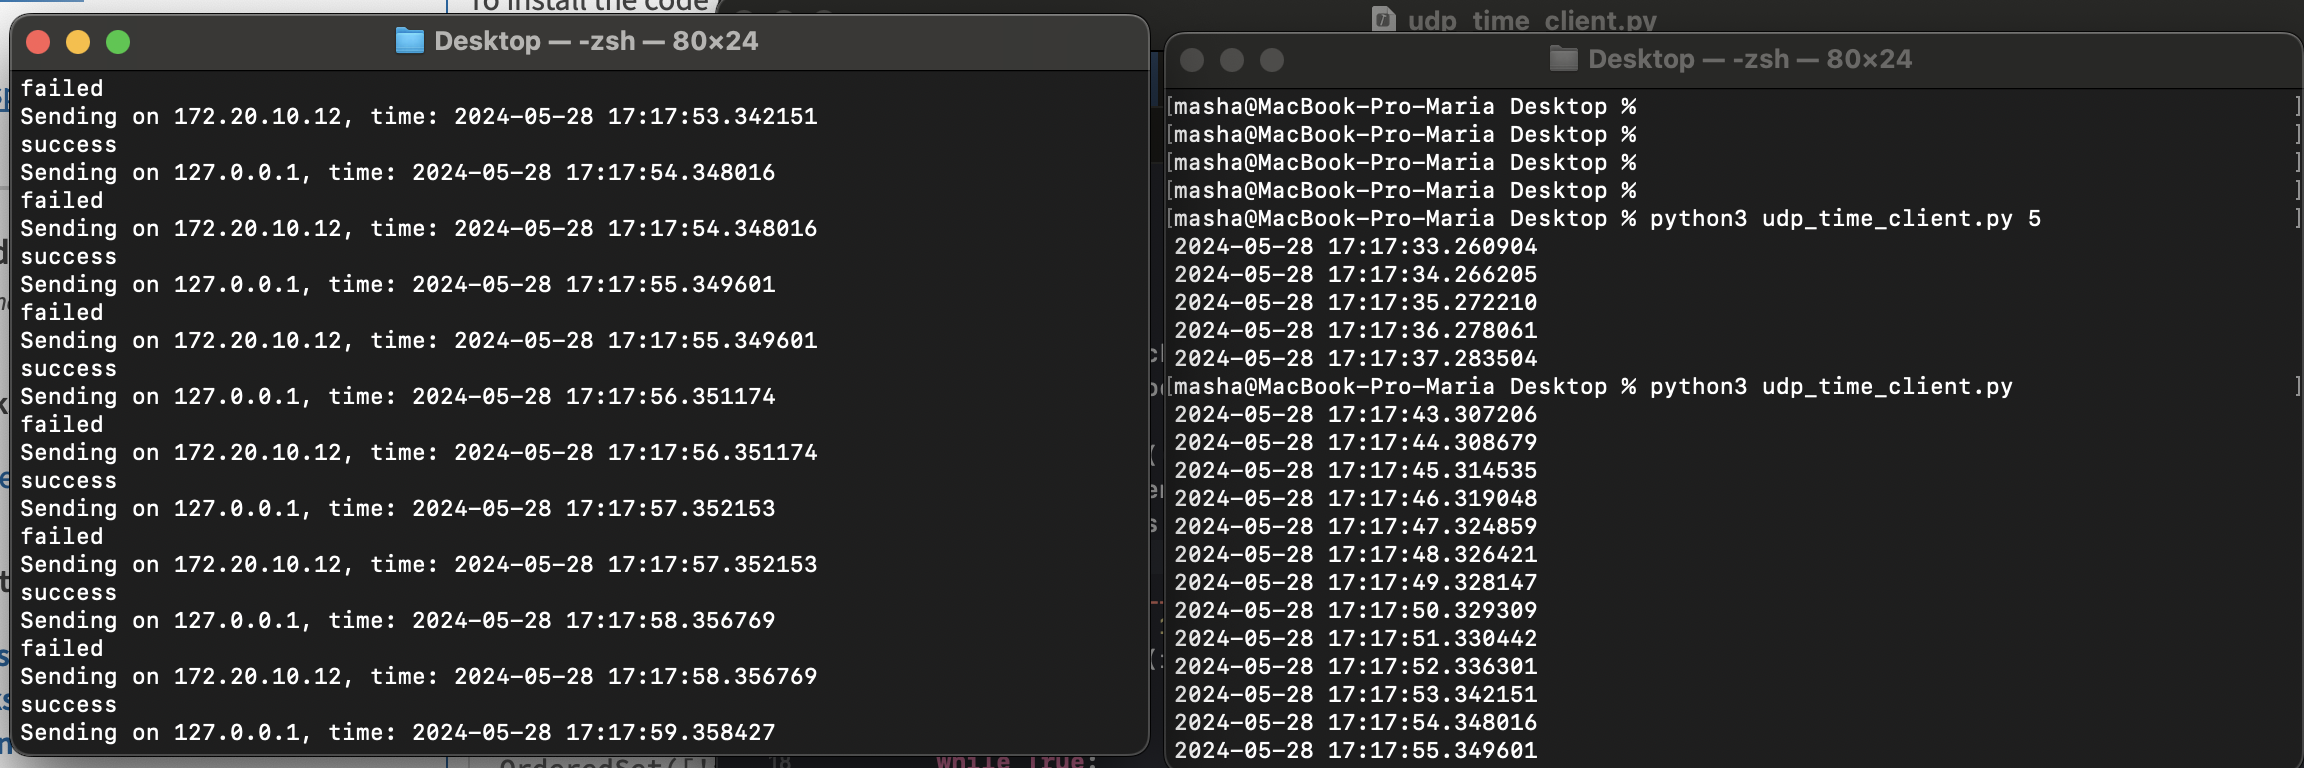 To install the code
udp_time_client.py
Desktop — -zsh — 80×24
failed
Sending on 172.20.10.12, time: 2024-05-28 17:17:53.342151
success
Sending on 127.0.0.1, time: 2024-05-28 17:17:54.348016
failed
Sending on 172.20.10.12, time: 2024-05-28 17:17:54.348016
success
Sending on 127.0.0.1, time: 2024-05-28 17:17:55.349601
failed
Sending on 172.20.10.12, time: 2024-05-28 17:17:55.349601
success
Sending on 127.0.0.1, time: 2024-05-28 17:17:56.351174
failed
Sending on 172.20.10.12, time: 2024-05-28 17:17:56.351174
success
Sending on 127.0.0.1, time: 2024-05-28 17:17:57.352153
failed
Sending on 172.20.10.12, time: 2024-05-28 17:17:57.352153
success
Sending on 127.0.0.1, time: 2024-05-28 17:17:58.356769
failed
Sending on 172.20.10.12, time: 2024-05-28 17:17:58.356769
success
Sending on 127.0.0.1, time: 2024-05-28 17:17:59.358427
Desktop — -zsh — 80×24
[masha@MacBook-Pro-Maria Desktop % ]
[masha@MacBook-Pro-Maria Desktop % ]
[masha@MacBook-Pro-Maria Desktop % ]
[masha@MacBook-Pro-Maria Desktop % ]
[masha@MacBook-Pro-Maria Desktop % python3 udp_time_client.py 5 ]
2024-05-28 17:17:33.260904
2024-05-28 17:17:34.266205
2024-05-28 17:17:35.272210
2024-05-28 17:17:36.278061
2024-05-28 17:17:37.283504
[masha@MacBook-Pro-Maria Desktop % python3 udp_time_client.py ]
2024-05-28 17:17:43.307206
2024-05-28 17:17:44.308679
2024-05-28 17:17:45.314535
2024-05-28 17:17:46.319048
2024-05-28 17:17:47.324859
2024-05-28 17:17:48.326421
2024-05-28 17:17:49.328147
2024-05-28 17:17:50.329309
2024-05-28 17:17:51.330442
2024-05-28 17:17:52.336301
2024-05-28 17:17:53.342151
2024-05-28 17:17:54.348016
2024-05-28 17:17:55.349601
OrderedSet(['
18 while True: